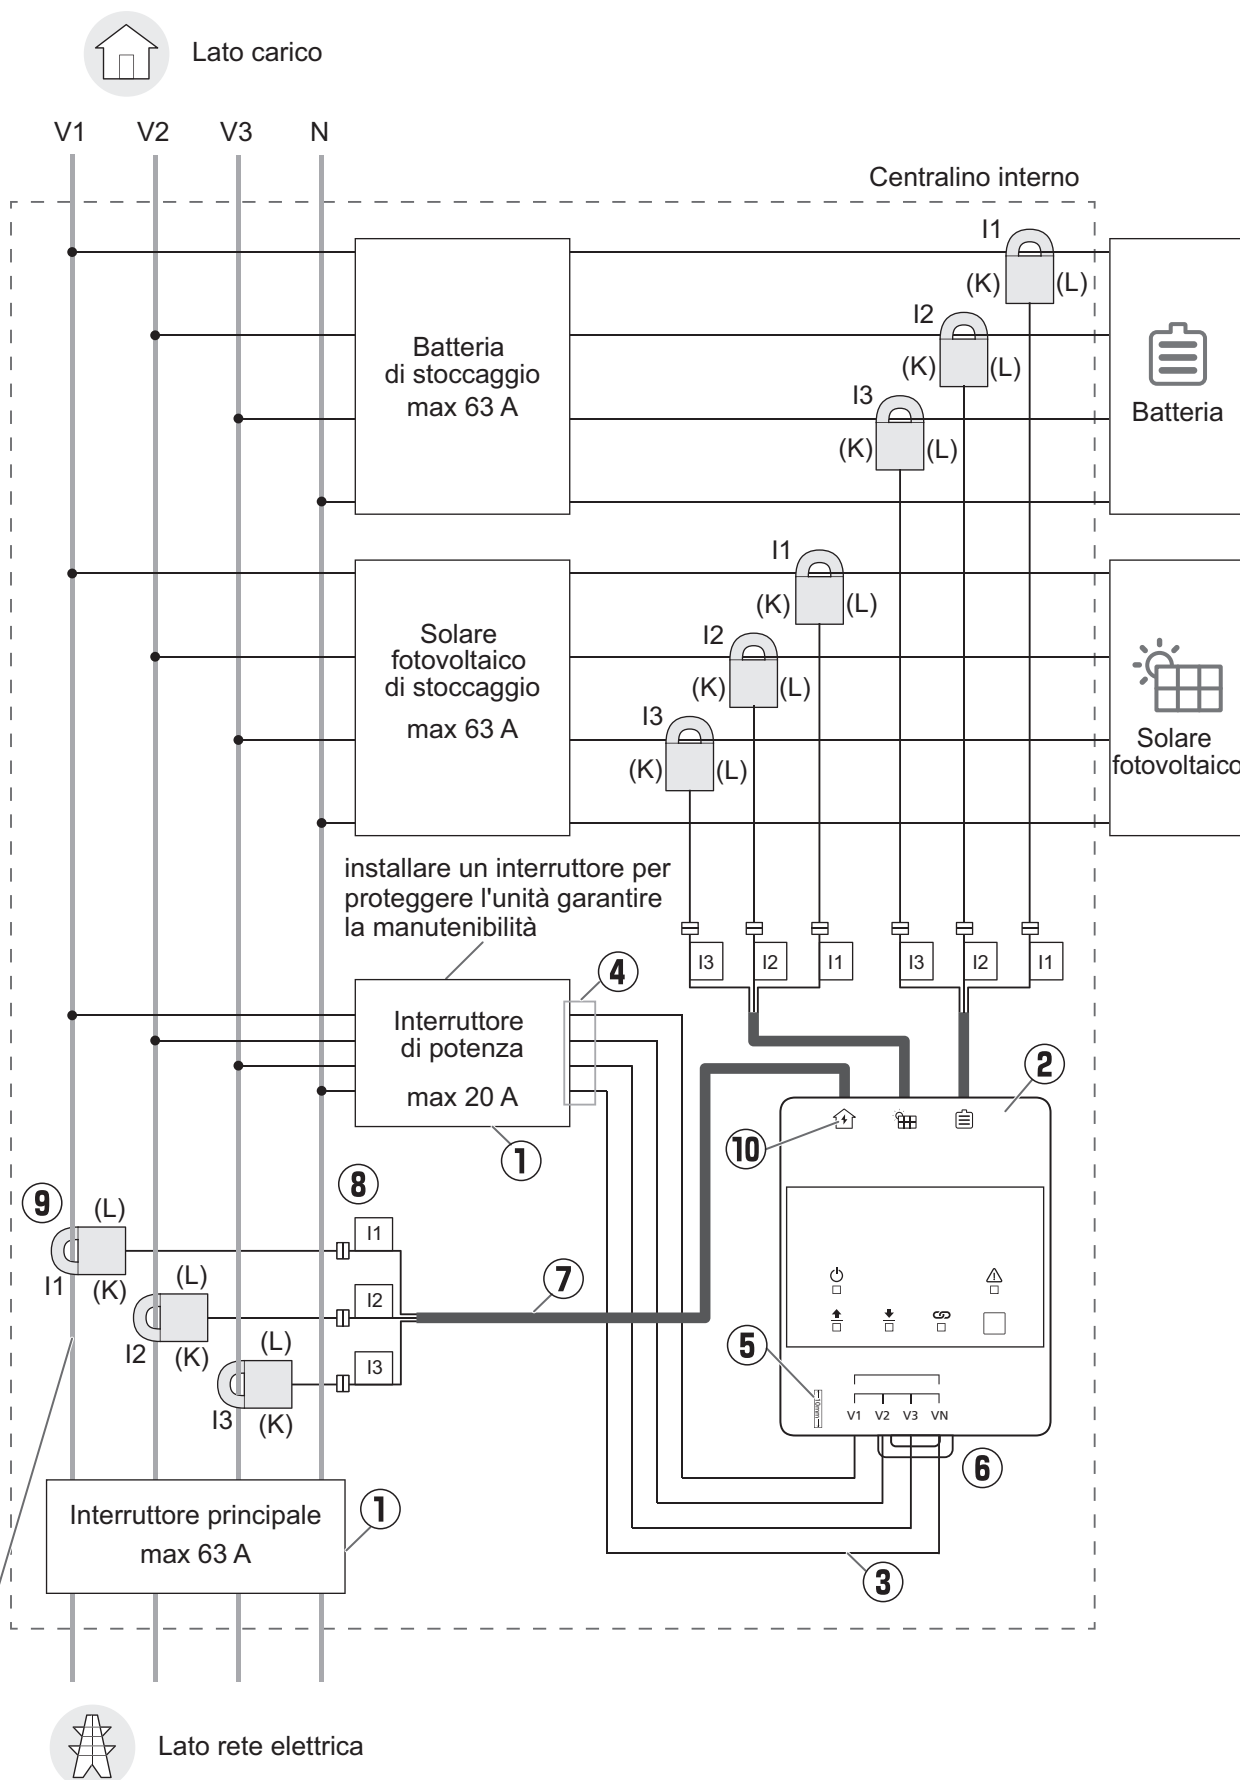 Lato carico
V1 V2 V3 N
Centralino interno
I1
(K) (L)
I2
(K) (L)
I3
(K) (L)
Batteria
di stoccaggio
max 63 A
Batteria
I1
(K) (L)
I2
(K) (L)
I3
(K) (L)
Solare
fotovoltaico
di stoccaggio
max 63 A
Solare
fotovoltaico
installare un interruttore per
proteggere l'unità garantire
la manutenibilità
I3 I2 I1 I3 I2 I1
4
Interruttore
di potenza
max 20 A
2
10
1
8
9
(L)
I1
I1 (K)
(L)
I2
7
I2 (K)
(L)
I3
5
I3 (K)
10mm
V1 V2 V3 VN
6
Interruttore principale
max 63 A
1
3
Lato rete elettrica